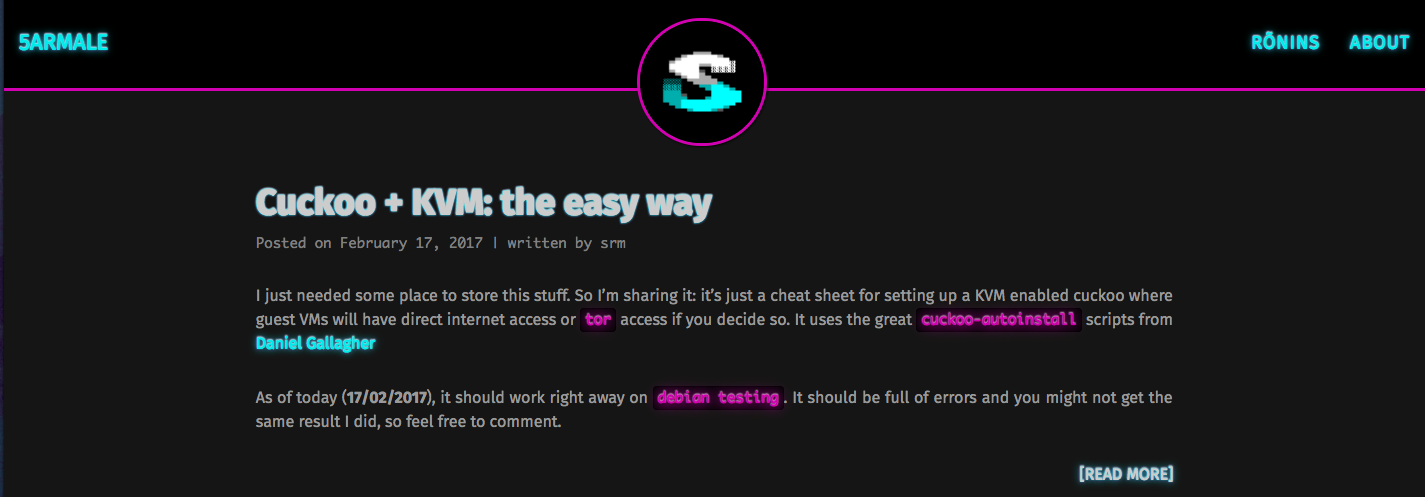 5ARMALE
RÕNINS ABOUT
S
Cuckoo + KVM: the easy way
Posted on February 17, 2017 | written by srm
I just needed some place to store this stuff. So I’m sharing it: it’s just a cheat sheet for setting up a KVM enabled cuckoo where
guest VMs will have direct internet access or tor access if you decide so. It uses the great cuckoo-autoinstall scripts from
Daniel Gallagher
As of today (17/02/2017), it should work right away on debian testing. It should be full of errors and you might not get the
same result I did, so feel free to comment.
[READ MORE]